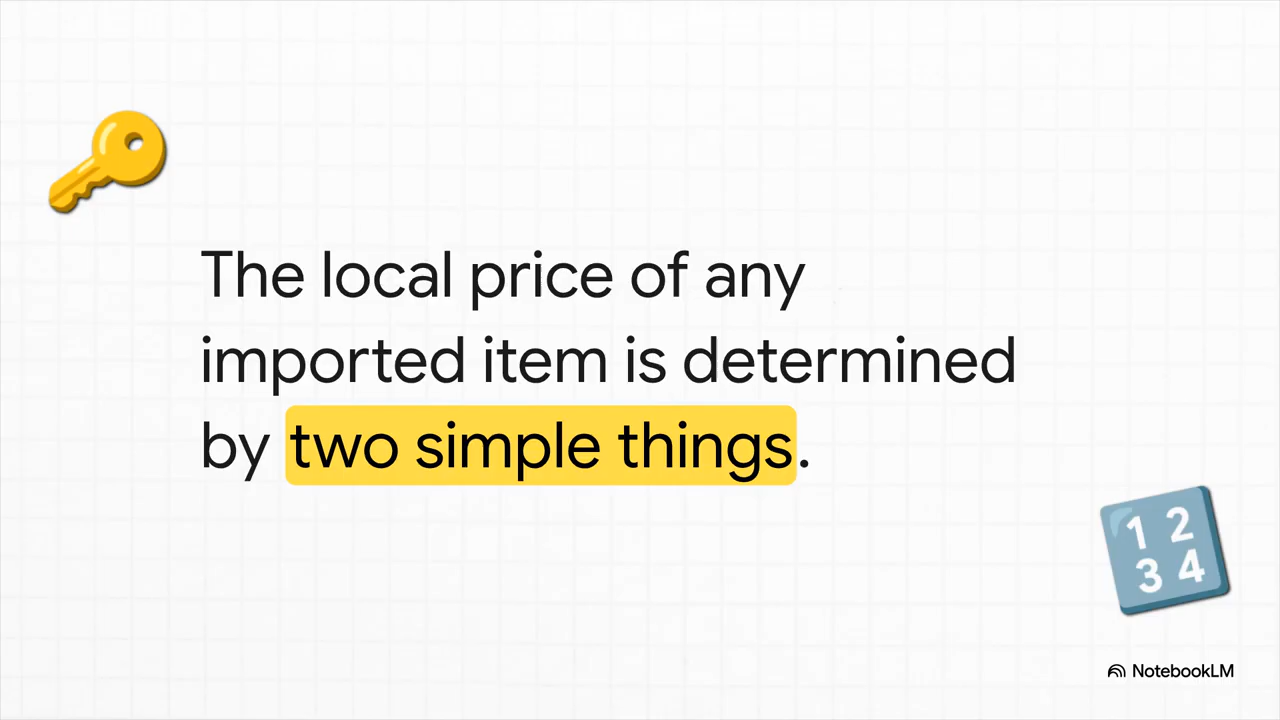 The local price of any
imported item is determined
by two simple things.
1 2
3 4
NotebookLM